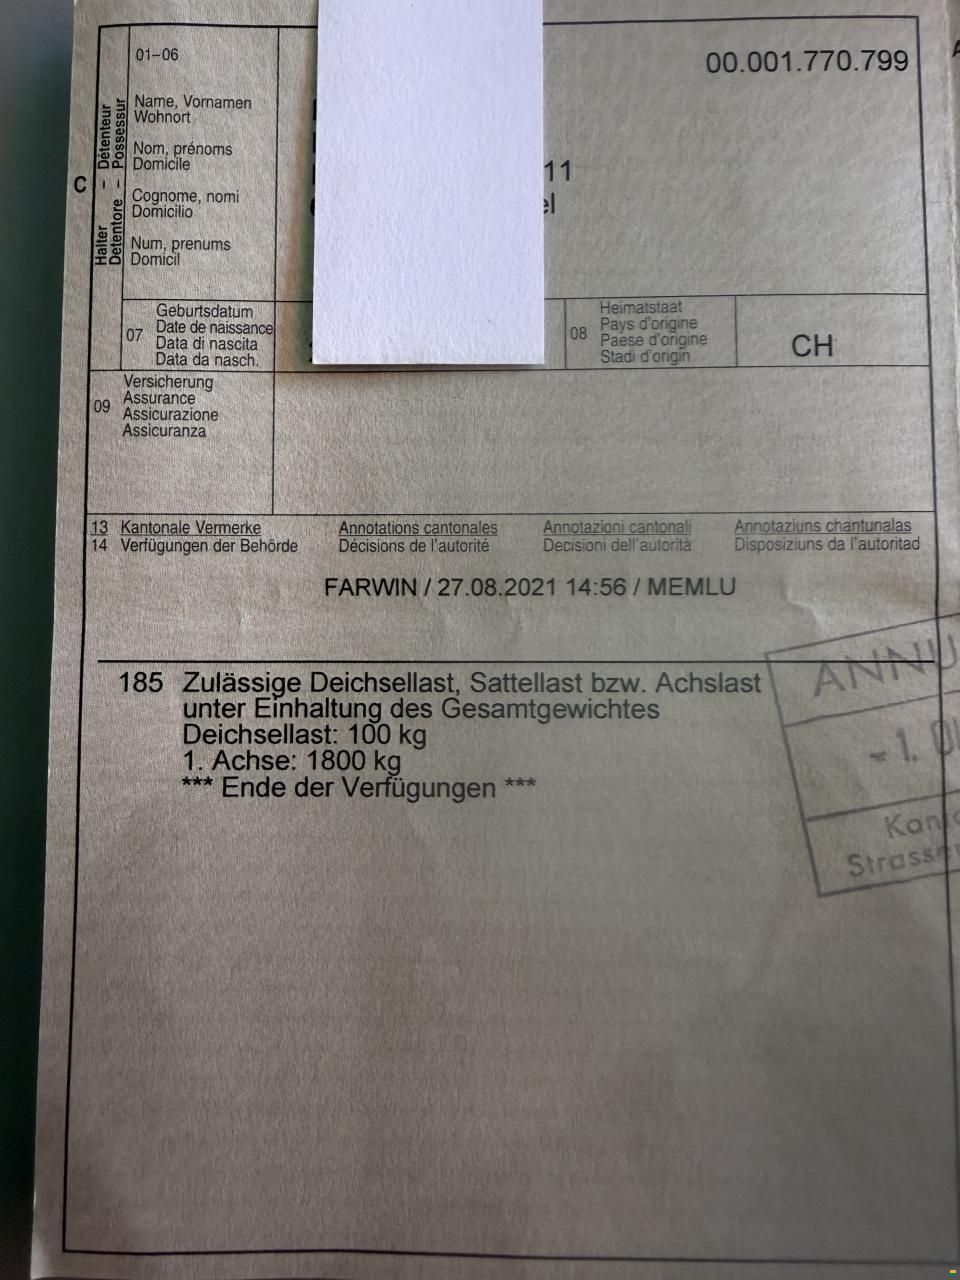 01–06
00.001.770.799
C
Halter – Détenteur
Detentore – Possessur
Name, Vornamen
Wohnort
Nom, prénoms
Domicile
Cognome, nomi
Domicilio
Num, prenums
Domicil
11
el
07
Geburtsdatum
Date de naissance
Data di nascita
Data da nasch.
08
Heimatstaat
Pays d'origine
Paese d'origine
Stadi d'origin
CH
09
Versicherung
Assurance
Assicurazione
Assicuranza
13 Kantonale Vermerke Annotations cantonales Annotazioni cantonali Annotaziuns chantunalas
14 Verfügungen der Behörde Décisions de l'autorité Decisioni dell'autorità Disposiziuns da l'autoritad
FARWIN / 27.08.2021 14:56 / MEMLU
185 Zulässige Deichsellast, Sattellast bzw. Achslast
unter Einhaltung des Gesamtgewichtes
Deichsellast: 100 kg
1. Achse: 1800 kg
*** Ende der Verfügungen ***
ANNU
- 1. 
Kanto
Strasse